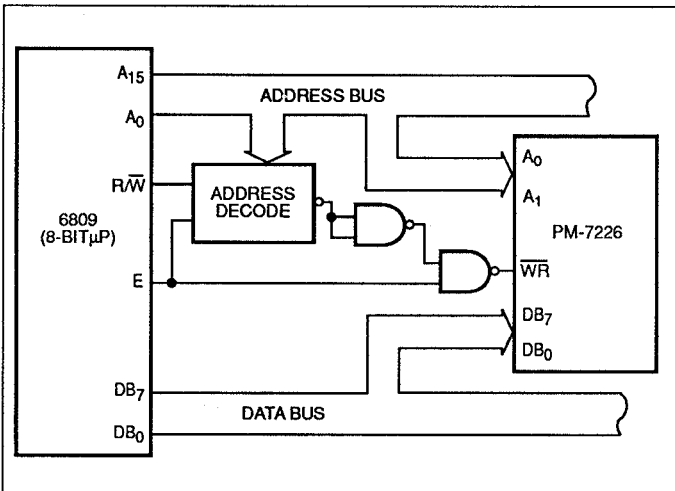 A15
ADDRESS BUS
A0
A0
R/W̅
ADDRESS
DECODE
A1
6809
(8-BITµP)
PM-7226
E
W̅R̅
DB7
DB0
DB7
DATA BUS
DB0